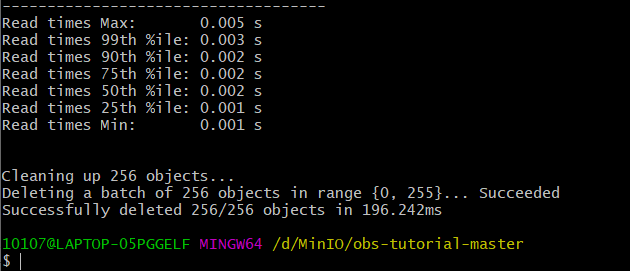 ------------------------------------
Read times Max:       0.005 s
Read times 99th %ile: 0.003 s
Read times 90th %ile: 0.002 s
Read times 75th %ile: 0.002 s
Read times 50th %ile: 0.002 s
Read times 25th %ile: 0.001 s
Read times Min:       0.001 s
Cleaning up 256 objects...
Deleting a batch of 256 objects in range {0, 255}... Succeeded
Successfully deleted 256/256 objects in 196.242ms
10107@LAPTOP-05PGGELF MINGW64 /d/MinIO/obs-tutorial-master
$